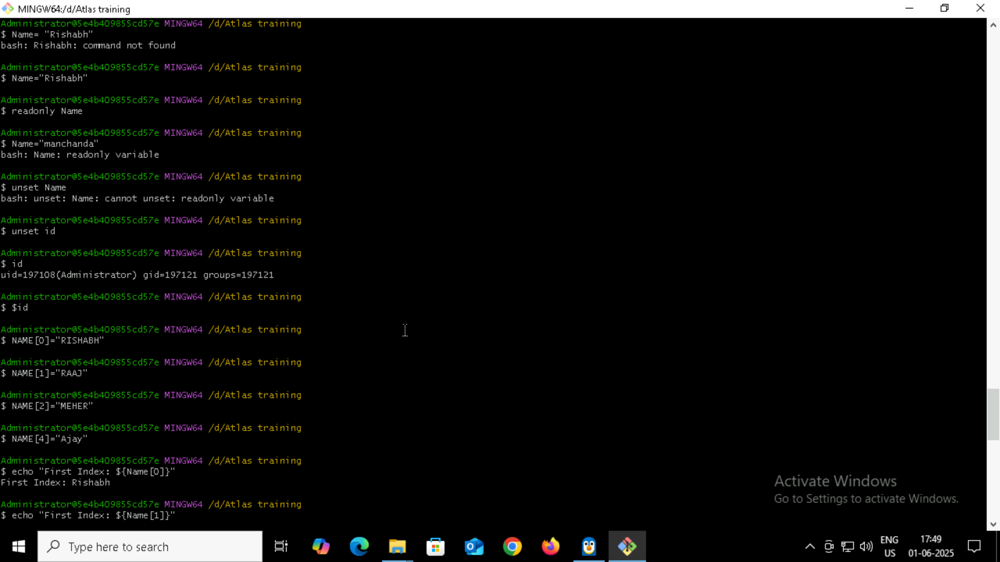 MINGW64:/d/Atlas training
Administrator@5e4b409855cd57e MINGW64 /d/Atlas training
$ Name= "Rishabh"
bash: Rishabh: command not found
Administrator@5e4b409855cd57e MINGW64 /d/Atlas training
$ Name="Rishabh"
Administrator@5e4b409855cd57e MINGW64 /d/Atlas training
$ readonly Name
Administrator@5e4b409855cd57e MINGW64 /d/Atlas training
$ Name="manchanda"
bash: Name: readonly variable
Administrator@5e4b409855cd57e MINGW64 /d/Atlas training
$ unset Name
bash: unset: Name: cannot unset: readonly variable
Administrator@5e4b409855cd57e MINGW64 /d/Atlas training
$ unset id
Administrator@5e4b409855cd57e MINGW64 /d/Atlas training
$ id
uid=197108(Administrator) gid=197121 groups=197121
Administrator@5e4b409855cd57e MINGW64 /d/Atlas training
$ $id
Administrator@5e4b409855cd57e MINGW64 /d/Atlas training
$ NAME[0]="RISHABH"
Administrator@5e4b409855cd57e MINGW64 /d/Atlas training
$ NAME[1]="RAAJ"
Administrator@5e4b409855cd57e MINGW64 /d/Atlas training
$ NAME[2]="MEHER"
Administrator@5e4b409855cd57e MINGW64 /d/Atlas training
$ NAME[4]="Ajay"
Administrator@5e4b409855cd57e MINGW64 /d/Atlas training
$ echo "First Index: ${Name[0]}"
First Index: Rishabh
Administrator@5e4b409855cd57e MINGW64 /d/Atlas training
$ echo "First Index: ${Name[1]}"
Activate Windows
Go to Settings to activate Windows.
Type here to search
ENG
US
17:49
01-06-2025